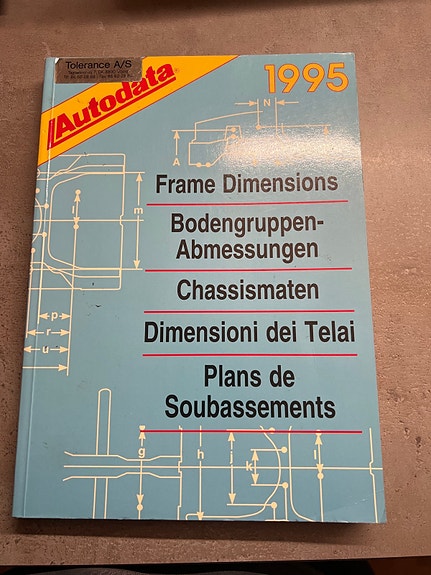 Tolerance A/S
Autodata
1995
N
A
Frame Dimensions
Bodengruppen-
Abmessungen
Chassismaten
Dimensioni dei Telai
Plans de
Soubassements
m
p
r
u
g
h
j
k
l